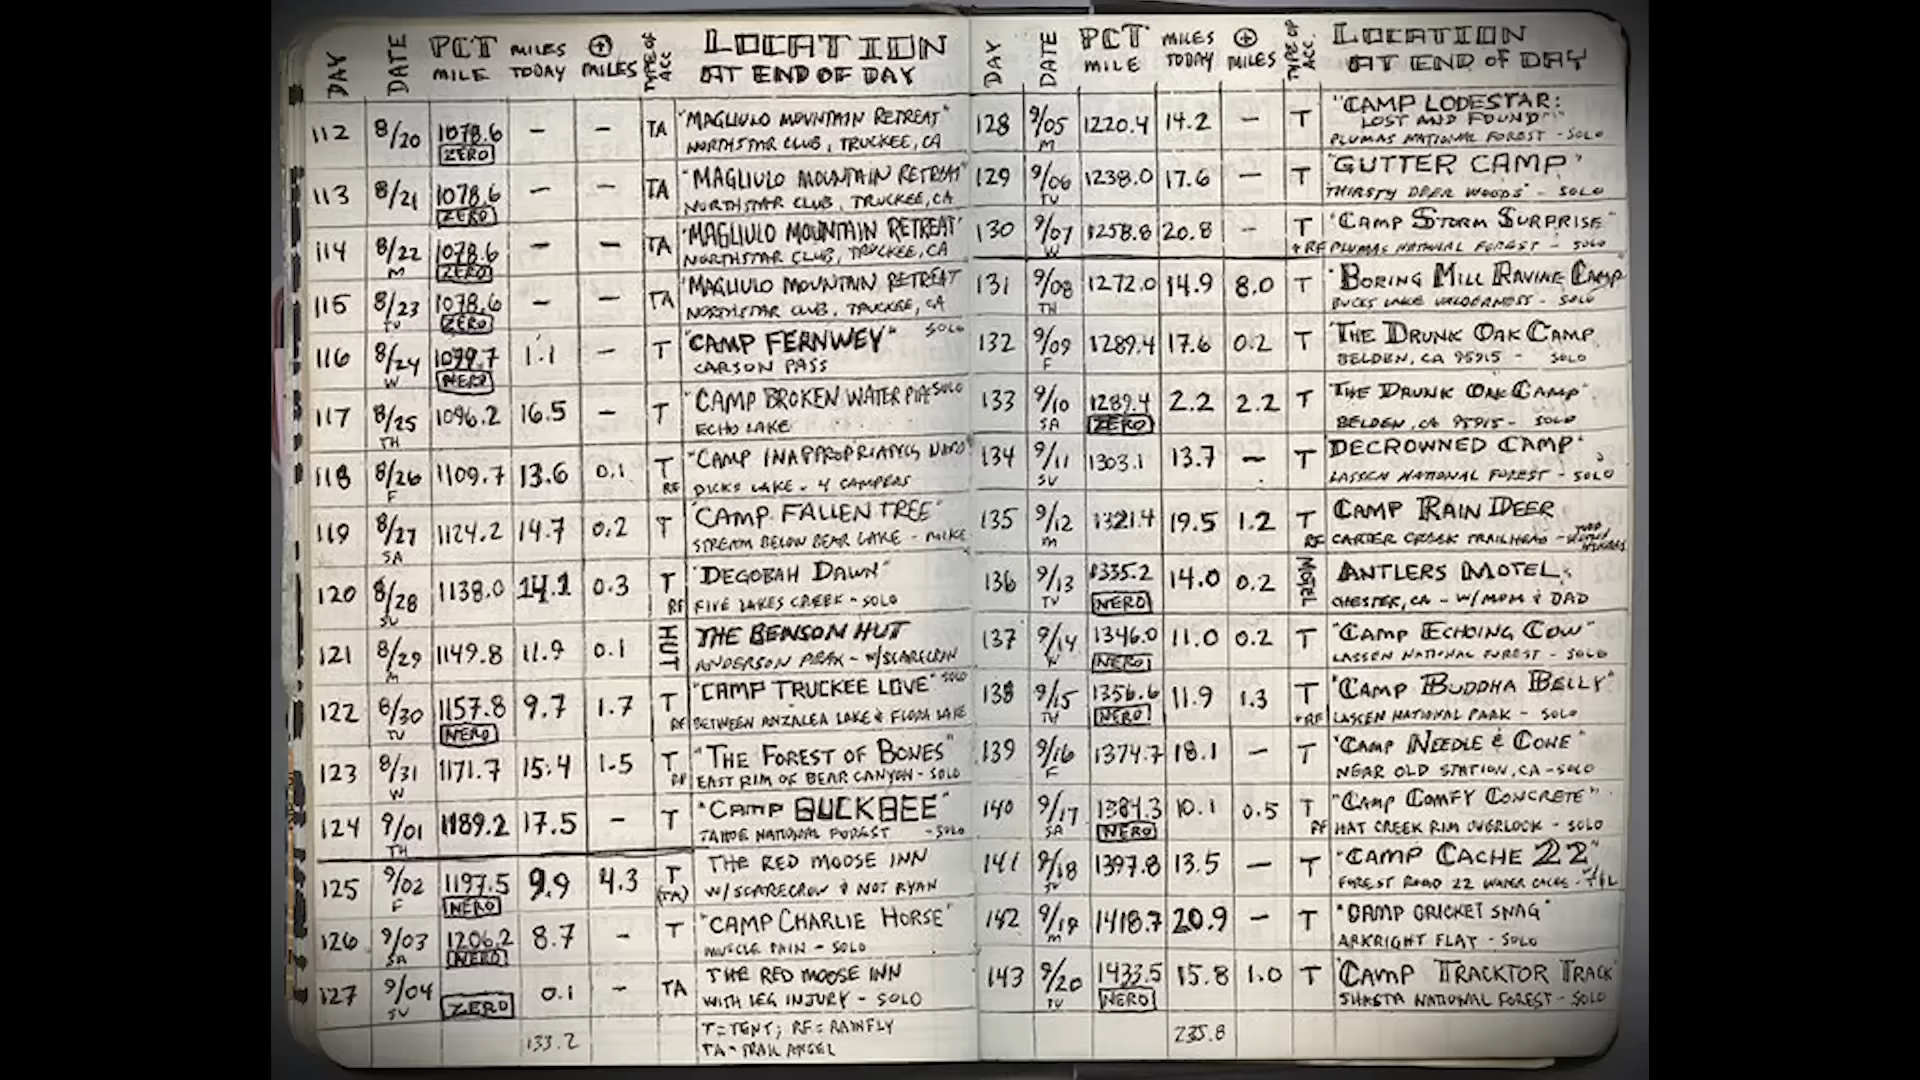 DAY DATE PCT MILE MILES TODAY ⊕ MILES TYPE OF ACC. LOCATION AT END OF DAY
112 8/20 1078.6 ZERO – – TA "MAGLIULO MOUNTAIN RETREAT"
NORTHSTAR CLUB, TRUCKEE, CA
113 8/21 1078.6 ZERO – – TA "MAGLIULO MOUNTAIN RETREAT"
NORTHSTAR CLUB, TRUCKEE, CA
114 8/22 M 1078.6 ZERO – – TA "MAGLIULO MOUNTAIN RETREAT"
NORTHSTAR CLUB, TRUCKEE, CA
115 8/23 TU 1078.6 ZERO – – TA "MAGLIULO MOUNTAIN RETREAT
NORTHSTAR CLUB, TRUCKEE, CA
116 8/24 W 1079.7 NERO 1.1 – T "CAMP FERNWEY" SOLO
CARSON PASS
117 8/25 TH 1096.2 16.5 – T "CAMP BROKEN WATER PIPE SOLO
ECHO LAKE
118 8/26 F 1109.7 13.6 0.1 T RF "CAMP INAPPROPRIATELY
DICKS LAKE - 4 CAMPERS
119 8/27 SA 1124.2 14.7 0.2 T "CAMP FALLEN TREE"
STREAM BELOW BEAR LAKE - MIKE
120 8/28 SU 1138.0 14.1 0.3 T RF "DEGOBAH DAWN"
FIVE LAKES CREEK - SOLO
121 8/29 M 1149.8 11.9 0.1 HUT THE BENSON HUT
ANDERSON PEAK - W/SCARECROW
122 8/30 TU 1157.8 NERO 9.7 1.7 T RF "CAMP TRUCKEE LOVE" SOLO
BETWEEN ANZALEA LAKE & FLORA LAKE
123 8/31 W 1171.7 15.4 1.5 T RF "THE FOREST OF BONES"
EAST RIM OF BEAR CANYON - SOLO
124 9/01 TH 1189.2 17.5 – T "CAMP BUCKBEE"
TAHOE NATIONAL FOREST - SOLO
125 9/02 F 1197.5 NERO 9.9 4.3 T (TA) THE RED MOOSE INN
W/SCARECROW & NOT RYAN
126 9/03 SA 1206.2 NERO 8.7 – T "CAMP CHARLIE HORSE"
MUSCLE PAIN - SOLO
127 9/04 SU ZERO 0.1 – TA THE RED MOOSE INN
WITH LEG INJURY - SOLO
133.2 T=TENT; RF=RAINFLY
TA-TRAIL ANGEL
DAY DATE PCT MILE MILES TODAY ⊕ MILES TYPE OF ACC. LOCATION AT END OF DAY
128 9/05 M 1220.4 14.2 – T "CAMP LODESTAR:
LOST AND FOUND"
PLUMAS NATIONAL FOREST - SOLO
129 9/06 TU 1238.0 17.6 – T "GUTTER CAMP"
THIRSTY DEER WOODS" - SOLO
130 9/07 W 1258.8 20.8 – T +RF "CAMP STORM SURPRISE"
PLUMAS NATIONAL FOREST - SOLO
131 9/08 TH 1272.0 14.9 8.0 T "BORING MILL RAVINE CAMP"
BUCKS LAKE WILDERNESS - SOLO
132 9/09 F 1289.4 17.6 0.2 T "THE DRUNK OAK CAMP
BELDEN, CA 95915 - SOLO
133 9/10 SA 1289.4 ZERO 2.2 2.2 T "THE DRUNK OAK CAMP"
BELDEN, CA 95915 - SOLO
134 9/11 SU 1303.1 13.7 – T DECROWNED CAMP"
LASSEN NATIONAL FOREST - SOLO
135 9/12 M 1321.4 19.5 1.2 T RF CAMP RAIN DEER
CARTER CREEK TRAILHEAD -
136 9/13 TU 1335.2 NERO 14.0 0.2 MOTEL ANTLERS MOTEL
CHESTER, CA - W/MOM & DAD
137 9/14 W 1346.0 NERO 11.0 0.2 T "CAMP ECHOING COW"
LASSEN NATIONAL FOREST - SOLO
138 9/15 TH 1356.6 NERO 11.9 1.3 T +RF "CAMP BUDDHA BELLY"
LASSEN NATIONAL PARK - SOLO
139 9/16 F 1374.7 18.1 – T "CAMP NEEDLE & CONE"
NEAR OLD STATION, CA - SOLO
140 9/17 SA 1384.3 NERO 10.1 0.5 T RF "CAMP COMFY CONCRETE"
HAT CREEK RIM OVERLOOK - SOLO
141 9/18 SU 1397.8 13.5 – T "CAMP CACHE 22"
FOREST ROAD 22 WATER CACHE -
142 9/19 M 1418.7 20.9 – T "CAMP CRICKET SNAG"
ARKRIGHT FLAT - SOLO
143 9/20 TU 1433.5 NERO 15.8 1.0 T "CAMP TRACKTOR TRACK"
SHASTA NATIONAL FOREST - SOLO
235.8